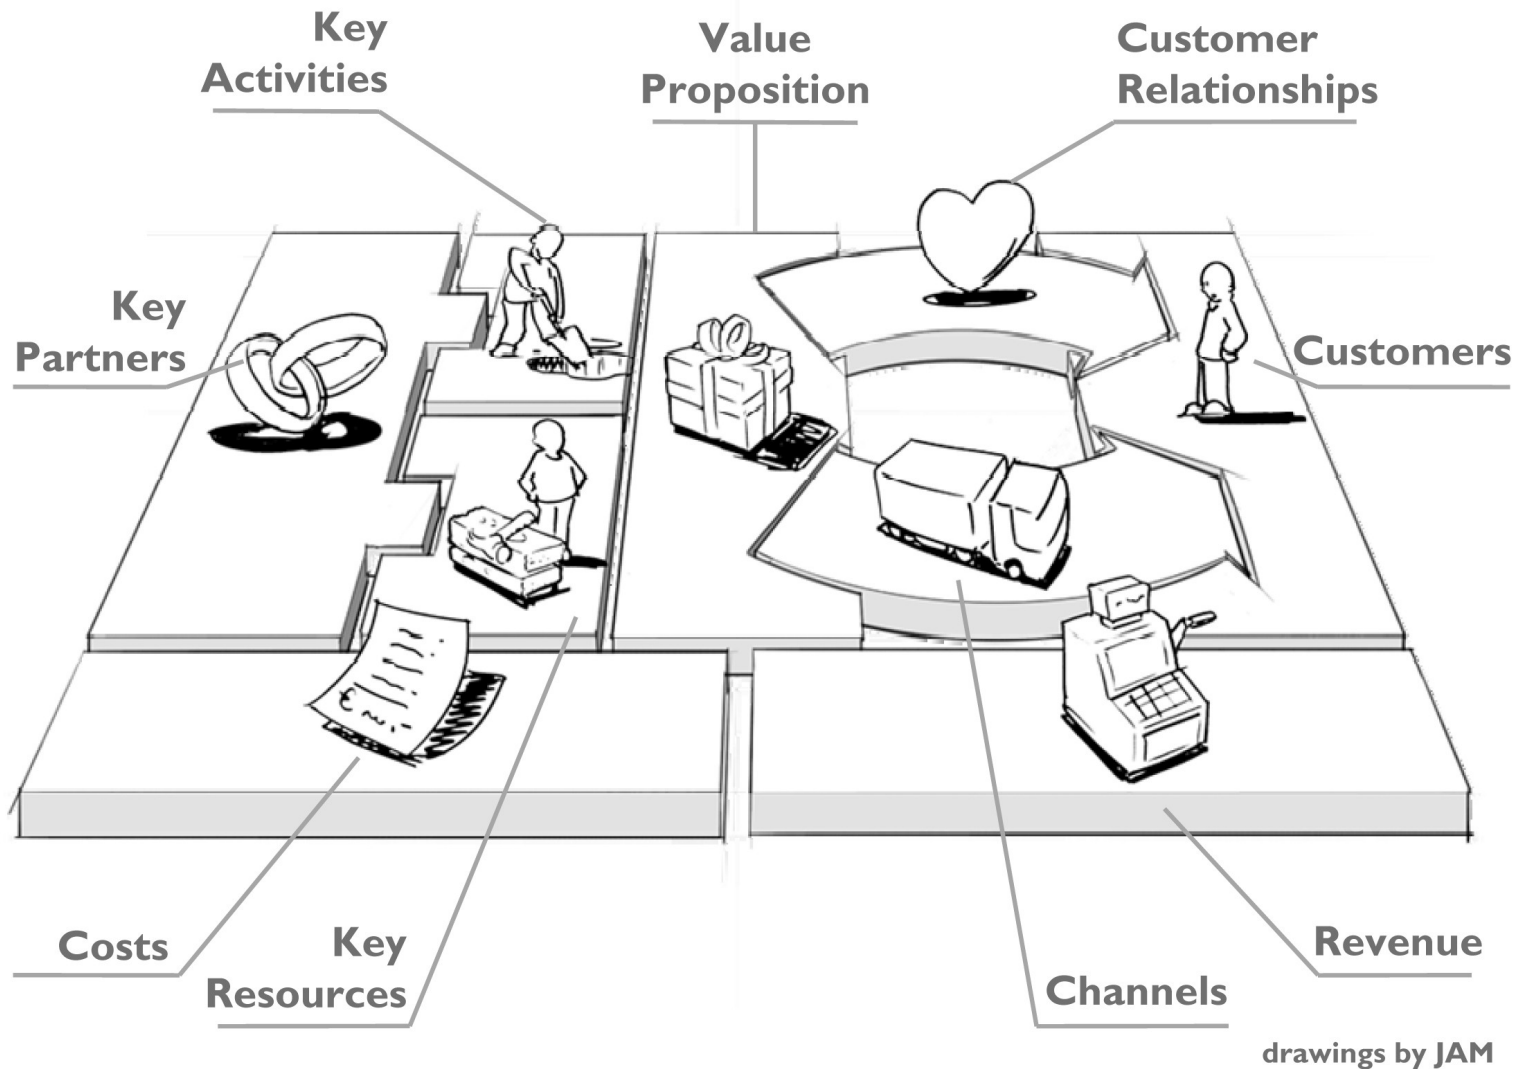 Key
Activities
Value
Proposition
Customer
Relationships
Key
Partners
Customers
Costs
Key
Resources
Channels
Revenue
drawings by JAM